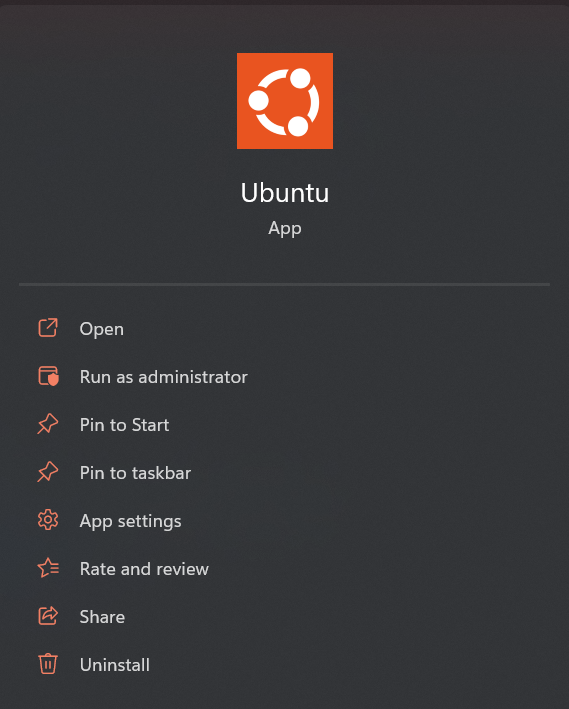 Ubuntu
App
Open
Run as administrator
Pin to Start
Pin to taskbar
App settings
Rate and review
Share
Uninstall